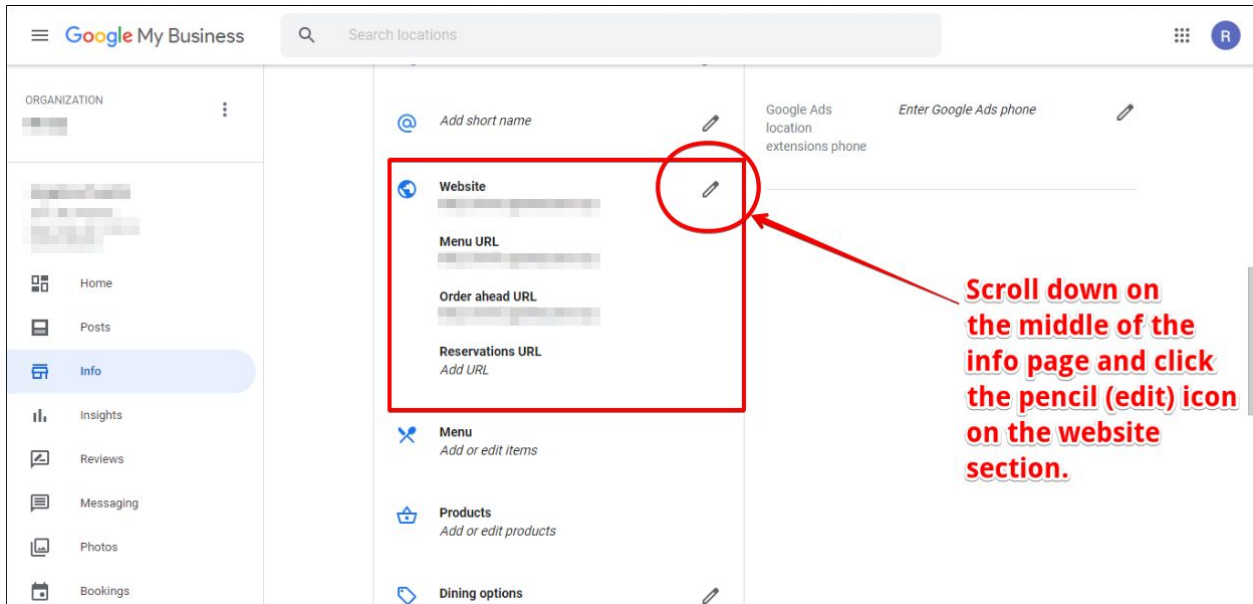 Google My Business
Search locations
R
ORGANIZATION
Home
Posts
Info
Insights
Reviews
Messaging
Photos
Bookings
Add short name
Website
Menu URL
Order ahead URL
Reservations URL
Add URL
Menu
Add or edit items
Products
Add or edit products
Dining options
Google Ads
location
extensions phone
Enter Google Ads phone
Scroll down on
the middle of the
info page and click
the pencil (edit) icon
on the website
section.